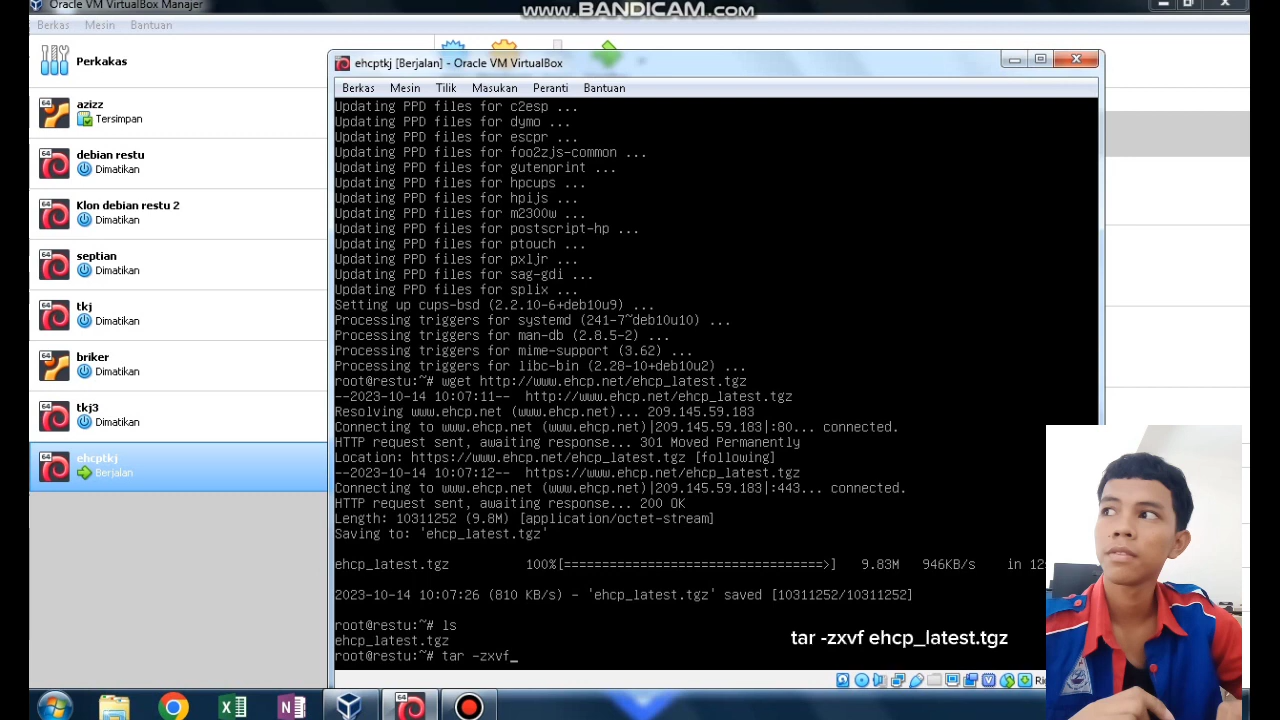 Oracle VM VirtualBox Manajer
www.BANDICAM.com
Berkas Mesin Bantuan
Perkakas
64 azizz
Tersimpan
64 debian restu
Dimatikan
64 Klon debian restu 2
Dimatikan
64 septian
Dimatikan
64 tkj
Dimatikan
64 briker
Dimatikan
64 tkj3
Dimatikan
64 ehcptkj
Berjalan
ehcptkj [Berjalan] - Oracle VM VirtualBox
Berkas Mesin Tilik Masukan Peranti Bantuan
Updating PPD files for c2esp ...
Updating PPD files for dymo ...
Updating PPD files for escpr ...
Updating PPD files for foo2zjs-common ...
Updating PPD files for gutenprint ...
Updating PPD files for hpcups ...
Updating PPD files for hpijs ...
Updating PPD files for m2300w ...
Updating PPD files for postscript-hp ...
Updating PPD files for ptouch ...
Updating PPD files for pxljr ...
Updating PPD files for sag-gdi ...
Updating PPD files for splix ...
Setting up cups-bsd (2.2.10-6+deb10u9) ...
Processing triggers for systemd (241-7~deb10u10) ...
Processing triggers for man-db (2.8.5-2) ...
Processing triggers for mime-support (3.62) ...
Processing triggers for libc-bin (2.28-10+deb10u2) ...
root@restu:~# wget http://www.ehcp.net/ehcp_latest.tgz
--2023-10-14 10:07:11-- http://www.ehcp.net/ehcp_latest.tgz
Resolving www.ehcp.net (www.ehcp.net)... 209.145.59.183
Connecting to www.ehcp.net (www.ehcp.net)|209.145.59.183|:80... connected.
HTTP request sent, awaiting response... 301 Moved Permanently
Location: https://www.ehcp.net/ehcp_latest.tgz [following]
--2023-10-14 10:07:12-- https://www.ehcp.net/ehcp_latest.tgz
Connecting to www.ehcp.net (www.ehcp.net)|209.145.59.183|:443... connected.
HTTP request sent, awaiting response... 200 OK
Length: 10311252 (9.8M) [application/octet-stream]
Saving to: 'ehcp_latest.tgz'
ehcp_latest.tgz 100%[==================================>] 9.83M 946KB/s in 12
2023-10-14 10:07:26 (810 KB/s) - 'ehcp_latest.tgz' saved [10311252/10311252]
root@restu:~# ls
ehcp_latest.tgz
root@restu:~# tar -zxvf_
tar -zxvf ehcp_latest.tgz